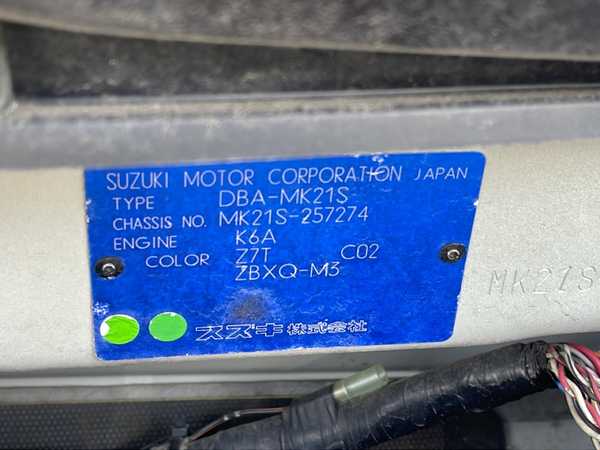 SUZUKI MOTOR CORPORATION JAPAN
TYPE DBA-MK21S
CHASSIS NO. MK21S-257274
ENGINE K6A
COLOR Z7T C02
ZBXQ-M3
スズキ株式会社
MK21S